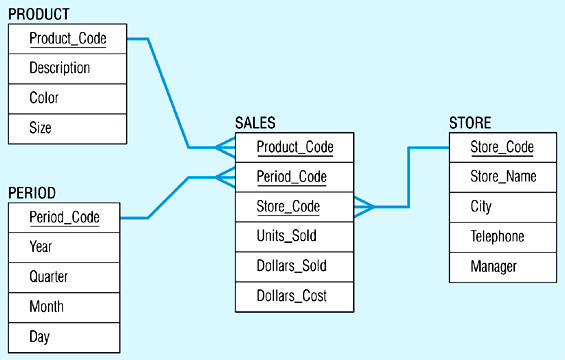 PRODUCT
Product_Code
Description
Color
Size
PERIOD
Period_Code
Year
Quarter
Month
Day
SALES
Product_Code
Period_Code
Store_Code
Units_Sold
Dollars_Sold
Dollars_Cost
STORE
Store_Code
Store_Name
City
Telephone
Manager